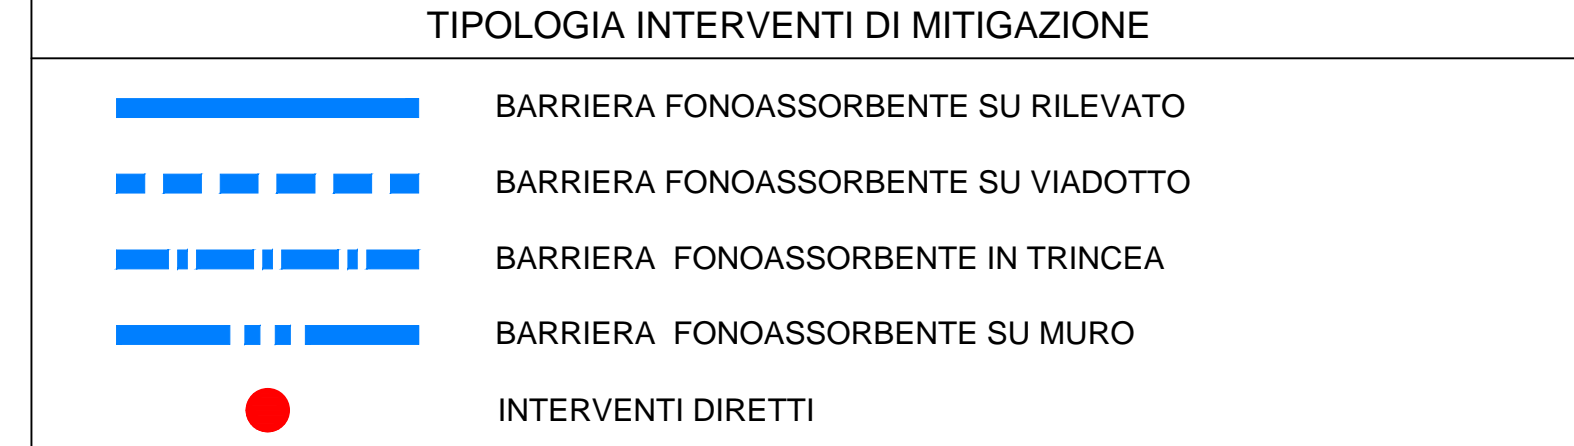 TIPOLOGIA INTERVENTI DI MITIGAZIONE
BARRIERA FONOASSORBENTE SU RILEVATO
BARRIERA FONOASSORBENTE SU VIADOTTO
BARRIERA FONOASSORBENTE IN TRINCEA
BARRIERA FONOASSORBENTE SU MURO
INTERVENTI DIRETTI